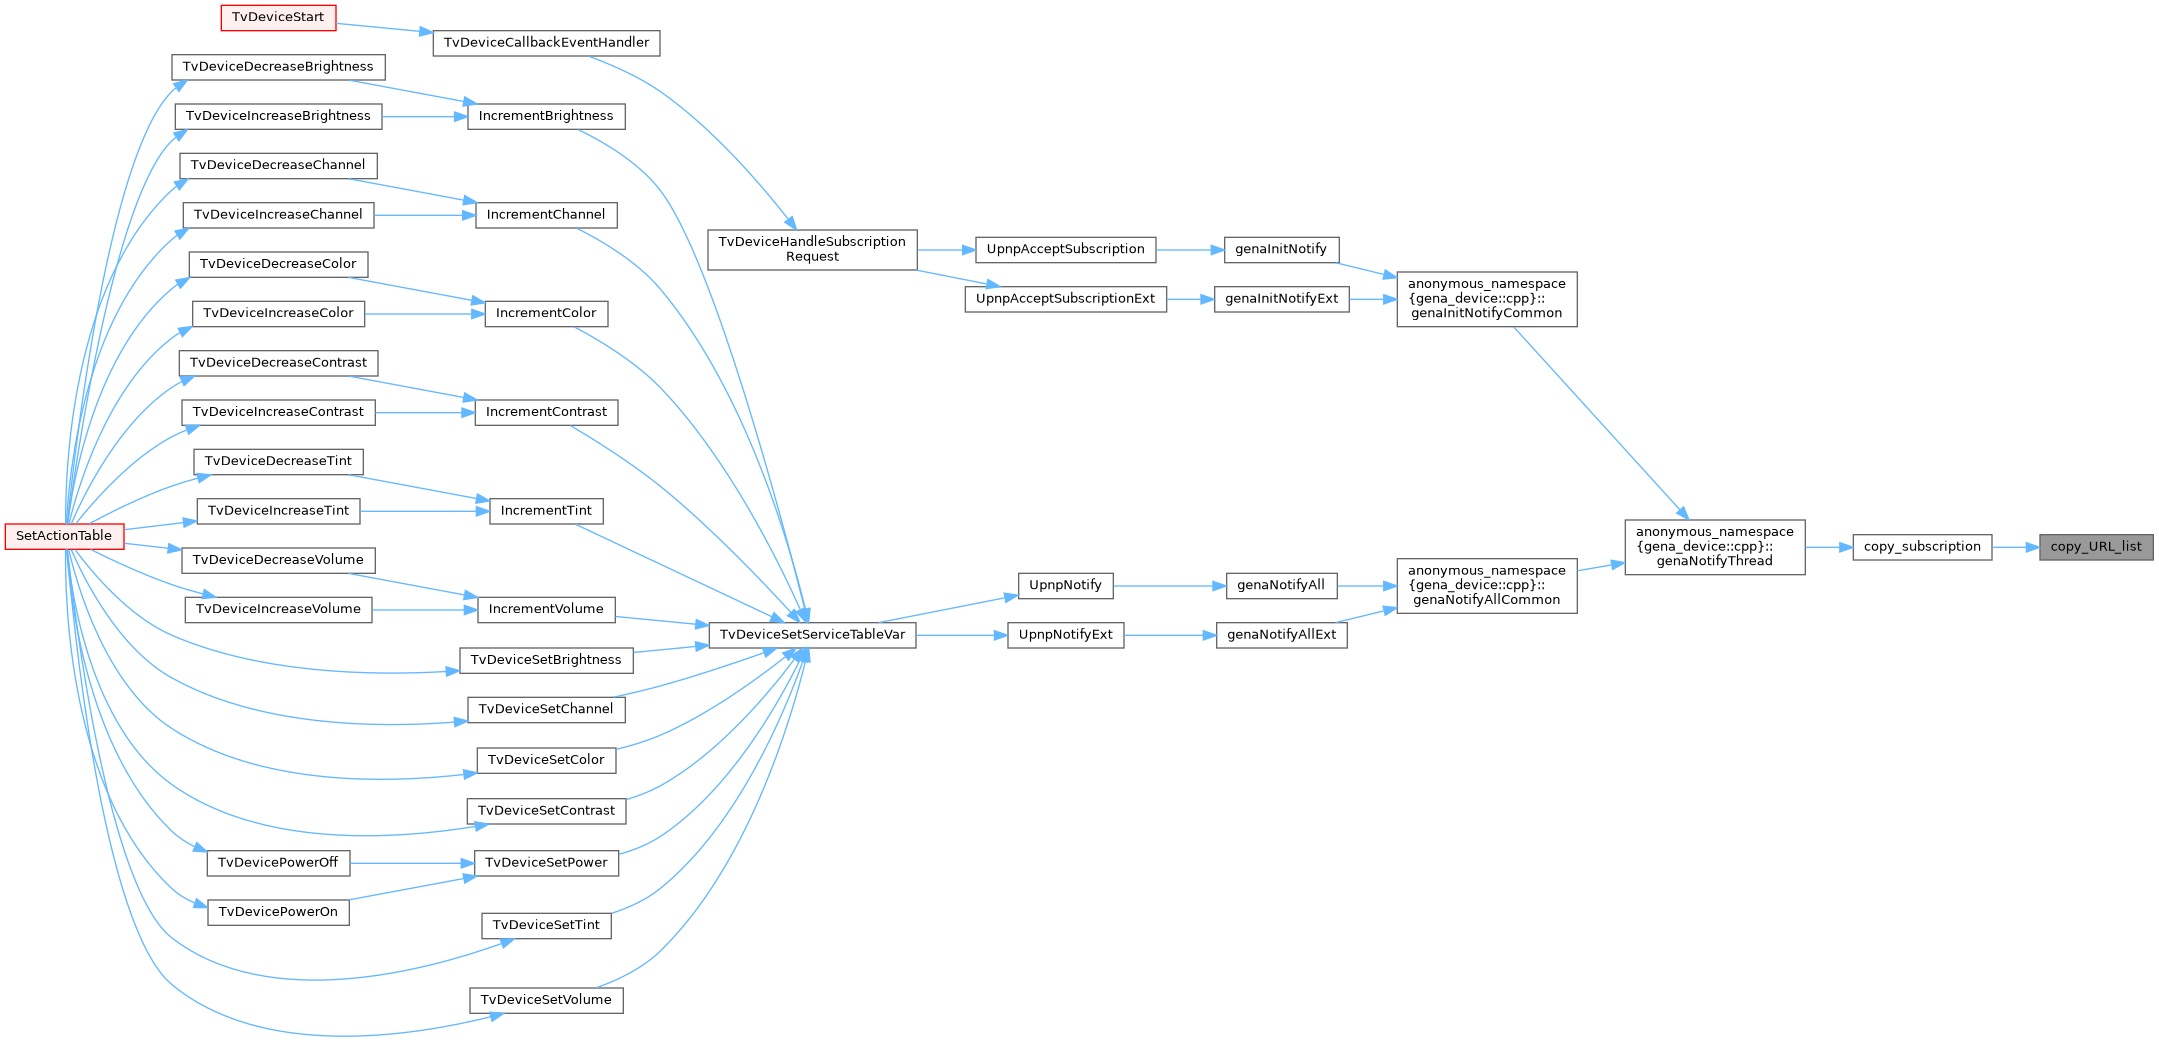 TvDeviceStart
TvDeviceCallbackEventHandler
TvDeviceDecreaseBrightness
TvDeviceIncreaseBrightness
IncrementBrightness
TvDeviceDecreaseChannel
TvDeviceIncreaseChannel
IncrementChannel
TvDeviceHandleSubscription
Request
UpnpAcceptSubscription
genaInitNotify
TvDeviceDecreaseColor
TvDeviceIncreaseColor
IncrementColor
UpnpAcceptSubscriptionExt
genaInitNotifyExt
anonymous_namespace
{gena_device::cpp}::
genaInitNotifyCommon
TvDeviceDecreaseContrast
TvDeviceIncreaseContrast
IncrementContrast
TvDeviceDecreaseTint
TvDeviceIncreaseTint
IncrementTint
SetActionTable
anonymous_namespace
{gena_device::cpp}::
genaNotifyThread
copy_subscription
copy_URL_list
TvDeviceDecreaseVolume
TvDeviceIncreaseVolume
IncrementVolume
UpnpNotify
genaNotifyAll
anonymous_namespace
{gena_device::cpp}::
genaNotifyAllCommon
TvDeviceSetServiceTableVar
UpnpNotifyExt
genaNotifyAllExt
TvDeviceSetBrightness
TvDeviceSetChannel
TvDeviceSetColor
TvDeviceSetContrast
TvDevicePowerOff
TvDeviceSetPower
TvDevicePowerOn
TvDeviceSetTint
TvDeviceSetVolume